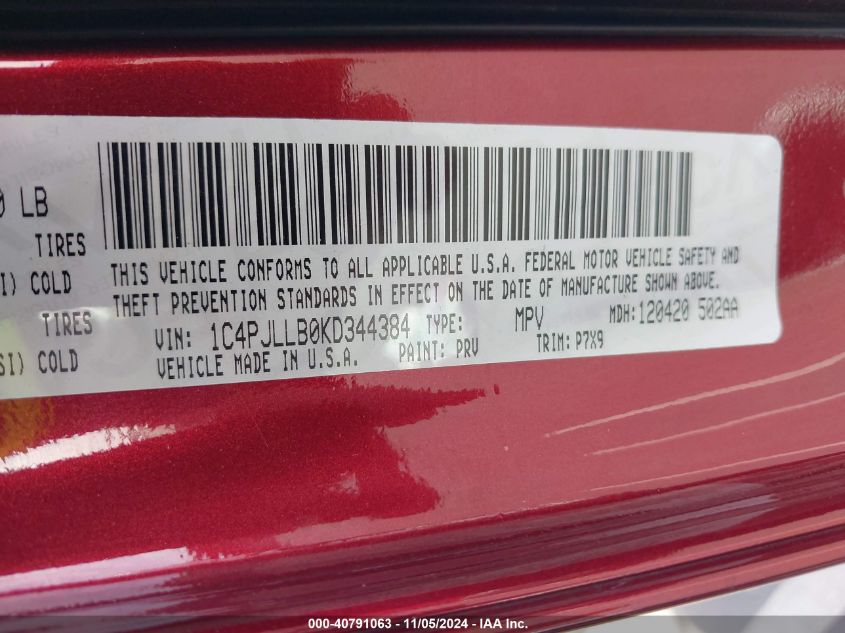 0 LB
TIRES
I) COLD
TIRES
SI) COLD
THIS VEHICLE CONFORMS TO ALL APPLICABLE U.S.A. FEDERAL MOTOR VEHICLE SAFETY AND
THEFT PREVENTION STANDARDS IN EFFECT ON THE DATE OF MANUFACTURE SHOWN ABOVE.
VIN: 1C4PJLLB0KD344384 TYPE: MPV MDH: 120420 502AA
VEHICLE MADE IN U.S.A. PAINT: PRV TRIM: P7X9
000-40791063 - 11/05/2024 - IAA Inc.